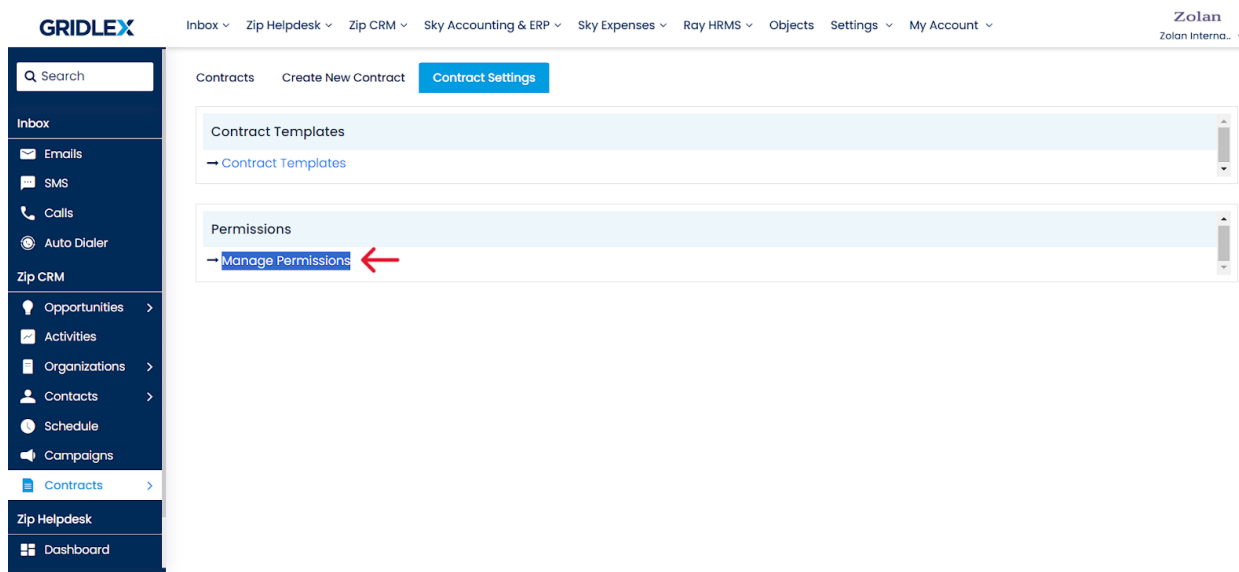 GRIDLEX
Inbox Zip Helpdesk Zip CRM Sky Accounting & ERP Sky Expenses Ray HRMS Objects Settings My Account
Zolan
Zolan Interna..
Search
Contracts Create New Contract Contract Settings
Inbox
Emails
SMS
Calls
Auto Dialer
Zip CRM
Opportunities
Activities
Organizations
Contacts
Schedule
Campaigns
Contracts
Zip Helpdesk
Dashboard
Contract Templates
→ Contract Templates
Permissions
→ Manage Permissions